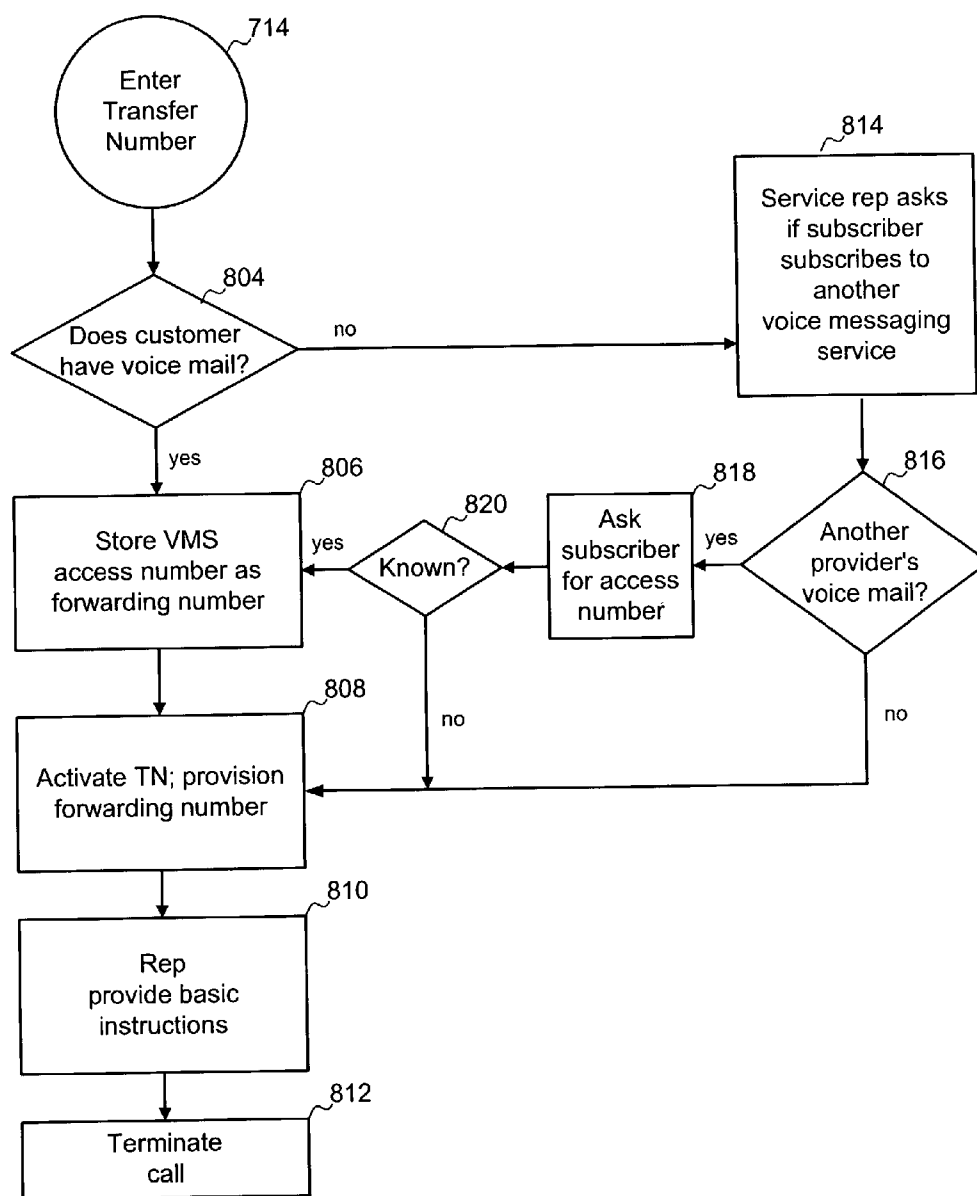 714
Enter
Transfer
Number
804
Does customer
have voice mail?
no
814
Service rep asks
if subscriber
subscribes to
another
voice messaging
service
yes
806
Store VMS
access number as
forwarding number
yes
820
Known?
818
Ask
subscriber
for access
number
yes
816
Another
provider's
voice mail?
no
no
808
Activate TN; provision
forwarding number
810
Rep
provide basic
instructions
812
Terminate
call